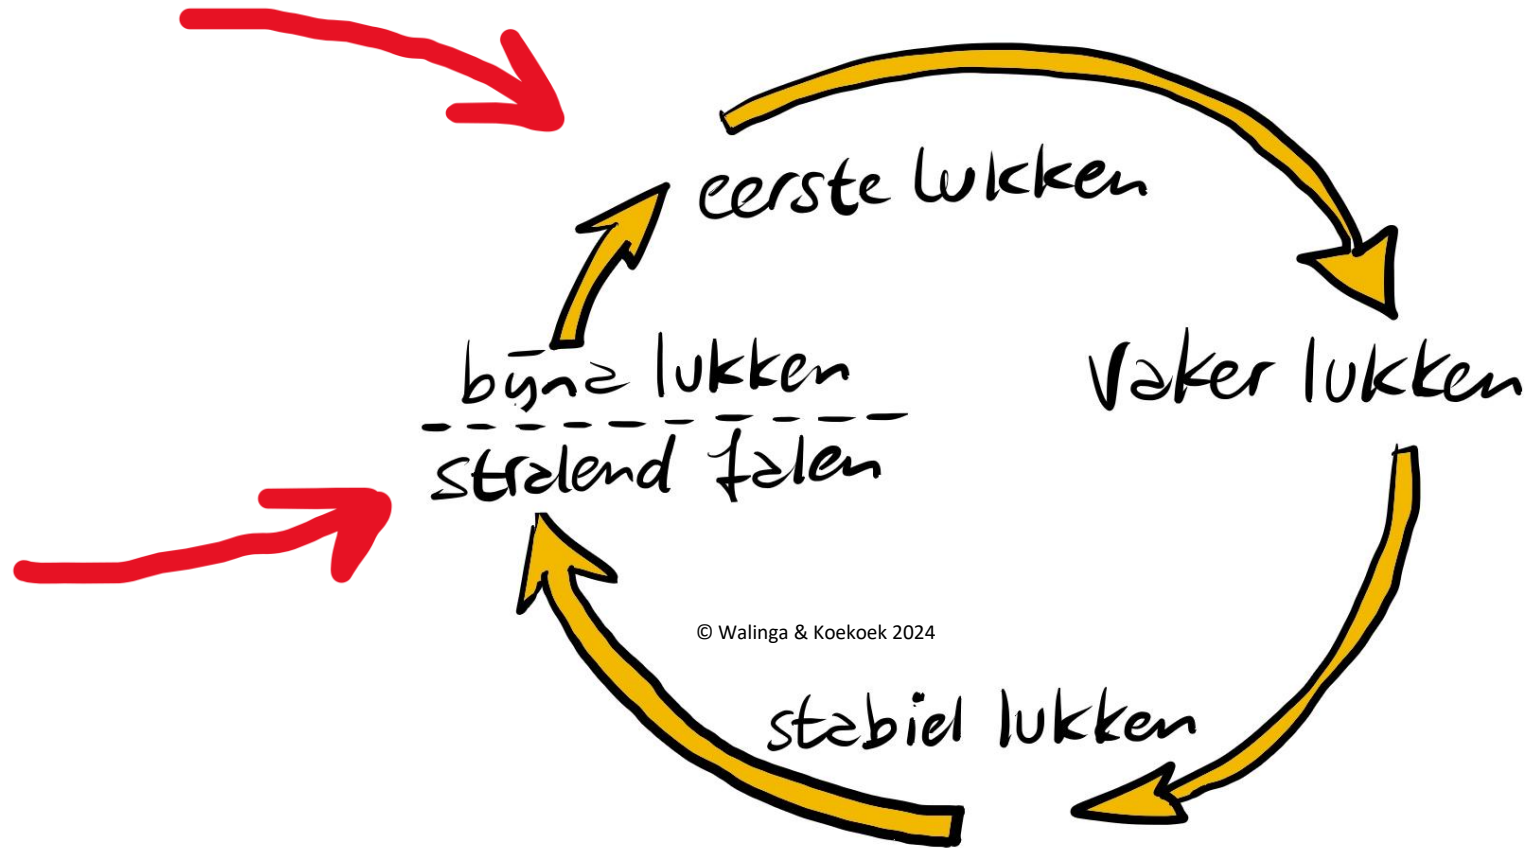 eerste lukken
bijna lukken
stralend falen
vaker lukken
© Walinga & Koekoek 2024
stabiel lukken